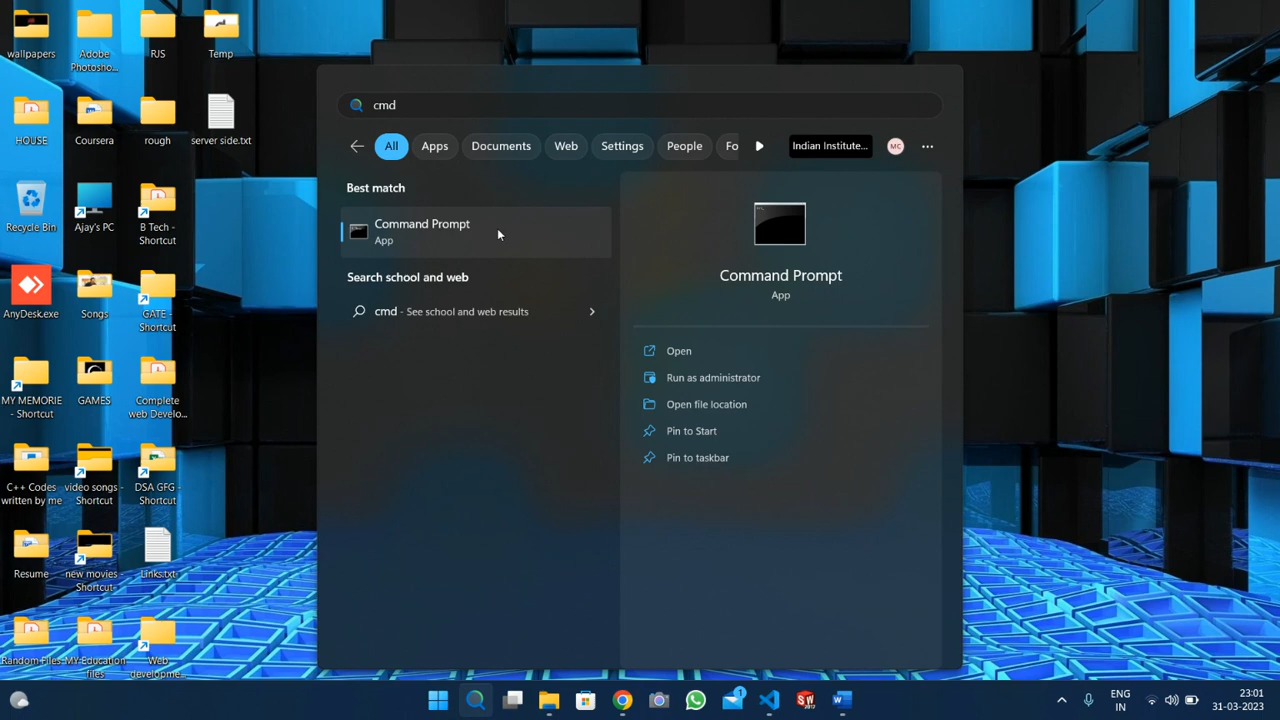 wallpapers
Adobe
Photosho...
RJS
Temp
HOUSE
Coursera
rough
server side.txt
Recycle Bin
Ajay's PC
B Tech -
Shortcut
AnyDesk.exe
Songs
GATE -
Shortcut
MY MEMORIE
- Shortcut
GAMES
Complete
web Develo...
C++ Codes
written by me
video songs -
Shortcut
DSA GFG -
Shortcut
Resume
new movies -
Shortcut
Links.txt
Random Files
MY Education
files
Web
developme...
cmd
All
Apps
Documents
Web
Settings
People
Fo
Indian Institute...
MC
Best match
Command Prompt
App
Search school and web
cmd - See school and web results
Command Prompt
App
Open
Run as administrator
Open file location
Pin to Start
Pin to taskbar
1
SW
2017
W
ENG
IN
23:01
31-03-2023